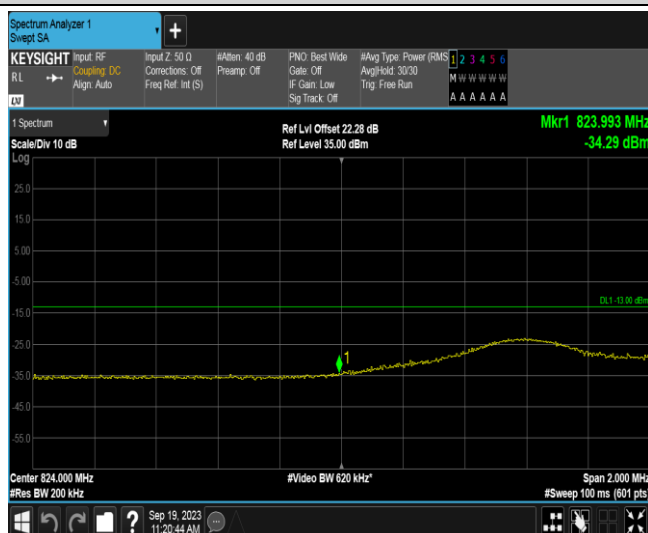 Spectrum Analyzer 1
Swept SA
+
KEYSIGHT
RL
Input: RF
Coupling: DC
Align: Auto
Input Z: 50 Ω
Corrections: Off
Freq Ref: Int (S)
#Atten: 40 dB
Preamp: Off
PNO: Best Wide
Gate: Off
IF Gain: Low
Sig Track: Off
#Avg Type: Power (RMS
Avg|Hold: 30/30
Trig: Free Run
1 2 3 4 5 6
M W W W W W
A A A A A A
LXI
1 Spectrum
Scale/Div 10 dB
Log
Ref Lvl Offset 22.28 dB
Ref Level 35.00 dBm
Mkr1 823.993 MHz
-34.29 dBm
25.0
15.0
5.00
-5.00
DL1 -13.00 dBm
-15.0
-25.0
1
-35.0
-45.0
-55.0
Center 824.000 MHz
#Res BW 200 kHz
#Video BW 620 kHz*
Span 2.000 MHz
#Sweep 100 ms (601 pts)
?
Sep 19, 2023
11:20:44 AM